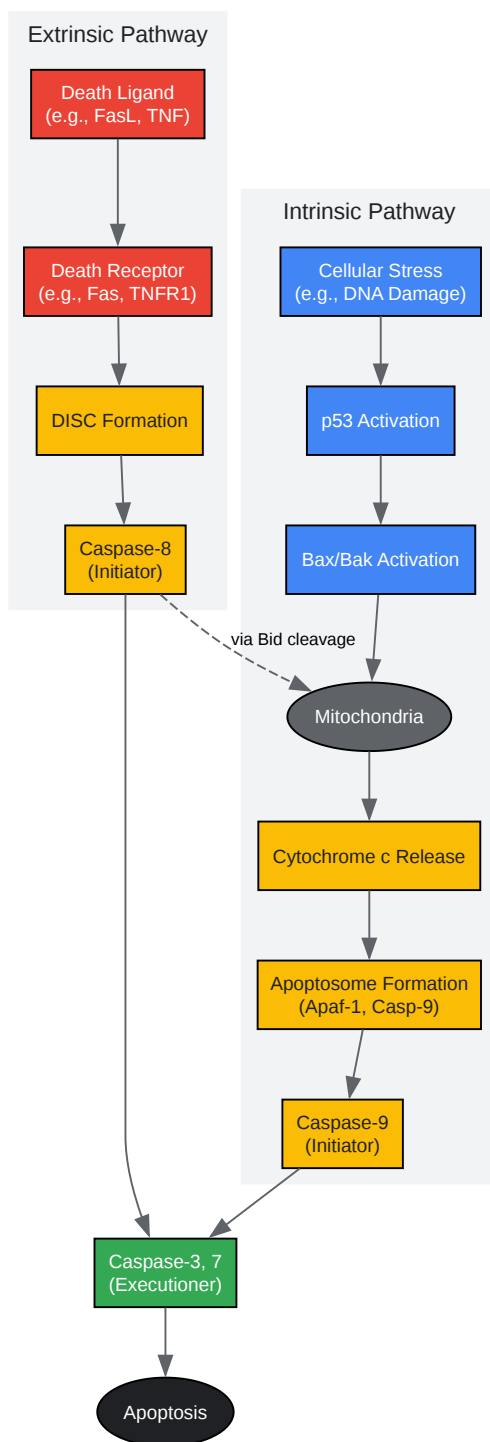 Extrinsic Pathway
Death Ligand
(e.g., FasL, TNF)
Death Receptor
(e.g., Fas, TNFR1)
DISC Formation
Caspase-8
(Initiator)
Intrinsic Pathway
Cellular Stress
(e.g., DNA Damage)
p53 Activation
Bax/Bak Activation
via Bid cleavage
Mitochondria
Cytochrome c Release
Apoptosome Formation
(Apaf-1, Casp-9)
Caspase-9
(Initiator)
Caspase-3, 7
(Executioner)
Apoptosis